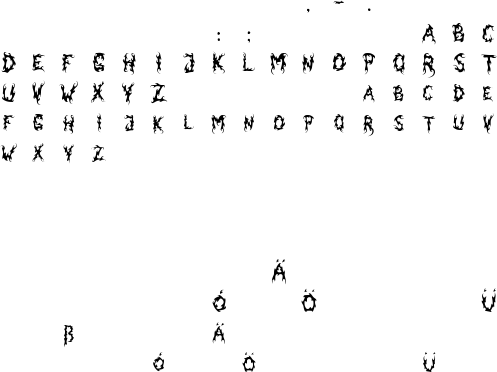 , - .
: ; A B C
D E F G H I J K L M N O P Q R S T
U V W X Y Z A B C D E
F G H I J K L M N O P Q R S T U V
W X Y Z
Ä
Ó Ö Ü
ß Ä
Ó Ö Ü